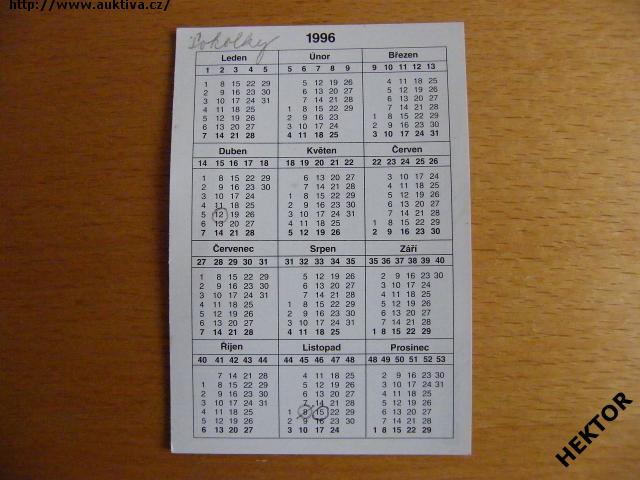 http://www.auktiva.cz/
1996
Leden Únor Březen
1 2 3 4 5 5 6 7 8 9 9 10 11 12 13
1 8 15 22 29 5 12 19 26 4 11 18 25
2 9 16 23 30 6 13 20 27 5 12 19 26
3 10 17 24 31 7 14 21 28 6 13 20 27
4 11 18 25 1 8 15 22 29 7 14 21 28
5 12 19 26 2 9 16 23 1 8 15 22 29
6 13 20 27 3 10 17 24 2 9 16 23 30
7 14 21 28 4 11 18 25 3 10 17 24 31
Duben Květen Červen
14 15 16 17 18 18 19 20 21 22 22 23 24 25 26
1 8 15 22 29 6 13 20 27 3 10 17 24
2 9 16 23 30 7 14 21 28 4 11 18 25
3 10 17 24 1 8 15 22 29 5 12 19 26
4 11 18 25 2 9 16 23 30 6 13 20 27
5 12 19 26 3 10 17 24 31 7 14 21 28
6 13 20 27 4 11 18 25 1 8 15 22 29
7 14 21 28 5 12 19 26 2 9 16 23 30
Červenec Srpen Září
27 28 29 30 31 31 32 33 34 35 35 36 37 38 39 40
1 8 15 22 29 5 12 19 26 2 9 16 23 30
2 9 16 23 30 6 13 20 27 3 10 17 24
3 10 17 24 31 7 14 21 28 4 11 18 25
4 11 18 25 1 8 15 22 29 5 12 19 26
5 12 19 26 2 9 16 23 30 6 13 20 27
6 13 20 27 3 10 17 24 31 7 14 21 28
7 14 21 28 4 11 18 25 1 8 15 22 29
Říjen Listopad Prosinec
40 41 42 43 44 44 45 46 47 48 48 49 50 51 52 53
7 14 21 28 4 11 18 25 2 9 16 23 30
1 8 15 22 29 5 12 19 26 3 10 17 24 31
2 9 16 23 30 6 13 20 27 4 11 18 25
3 10 17 24 31 7 14 21 28 5 12 19 26
4 11 18 25 1 8 15 22 29 6 13 20 27
5 12 19 26 2 9 16 23 30 7 14 21 28
6 13 20 27 3 10 17 24 1 8 15 22 29
HEKTOR